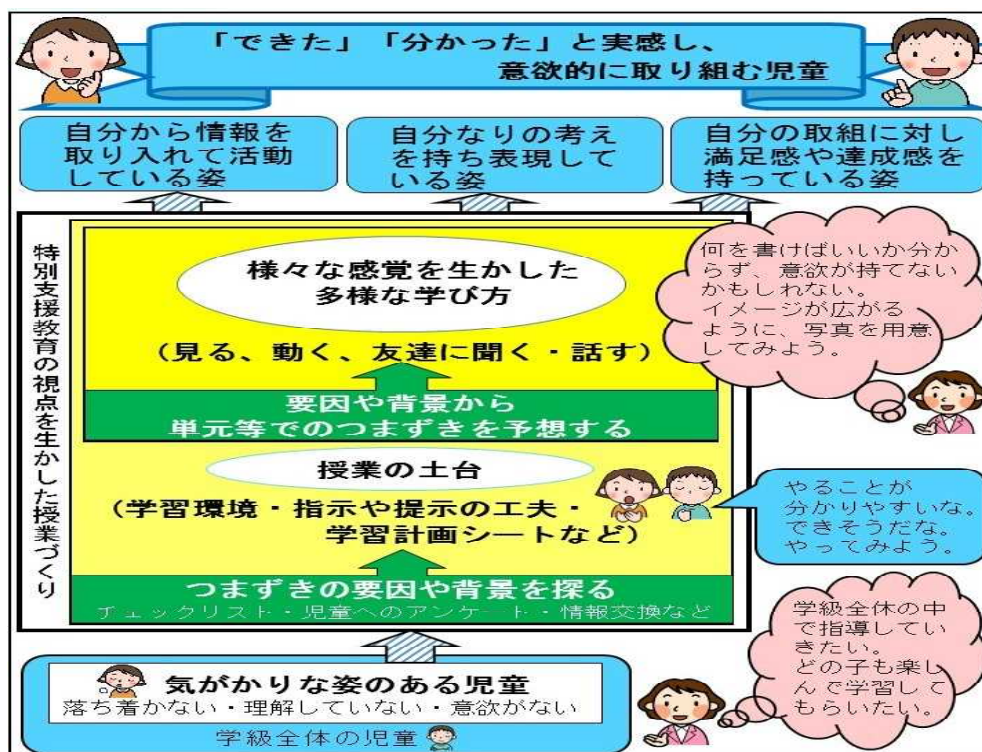 「できた」「分かった」と実感し、
意欲的に取り組む児童
自分から情報を
取り入れて活動
している姿
自分なりの考え
を持ち表現して
いる姿
自分の取組に対し
満足感や達成感を
持っている姿
特別支援教育の視点を生かした授業づくり
様々な感覚を生かした
多様な学び方
（見る、動く、友達に聞く・話す）
要因や背景から
単元等でのつまずきを予想する
何を書けばいいか分か
らず、意欲が持てない
かもしれない。
イメージが広がる
ように、写真を用意
してみよう。
授業の土台
（学習環境・指示や提示の工夫・
学習計画シートなど）
やることが
分かりやすいな。
できそうだな。
やってみよう。
つまずきの要因や背景を探る
チェックリスト・児童へのアンケート・情報交換など
学級全体の中
で指導してい
きたい。
どの子も楽し
んで学習して
もらいたい。
気がかりな姿のある児童
落ち着かない・理解していない・意欲がない
学級全体の児童